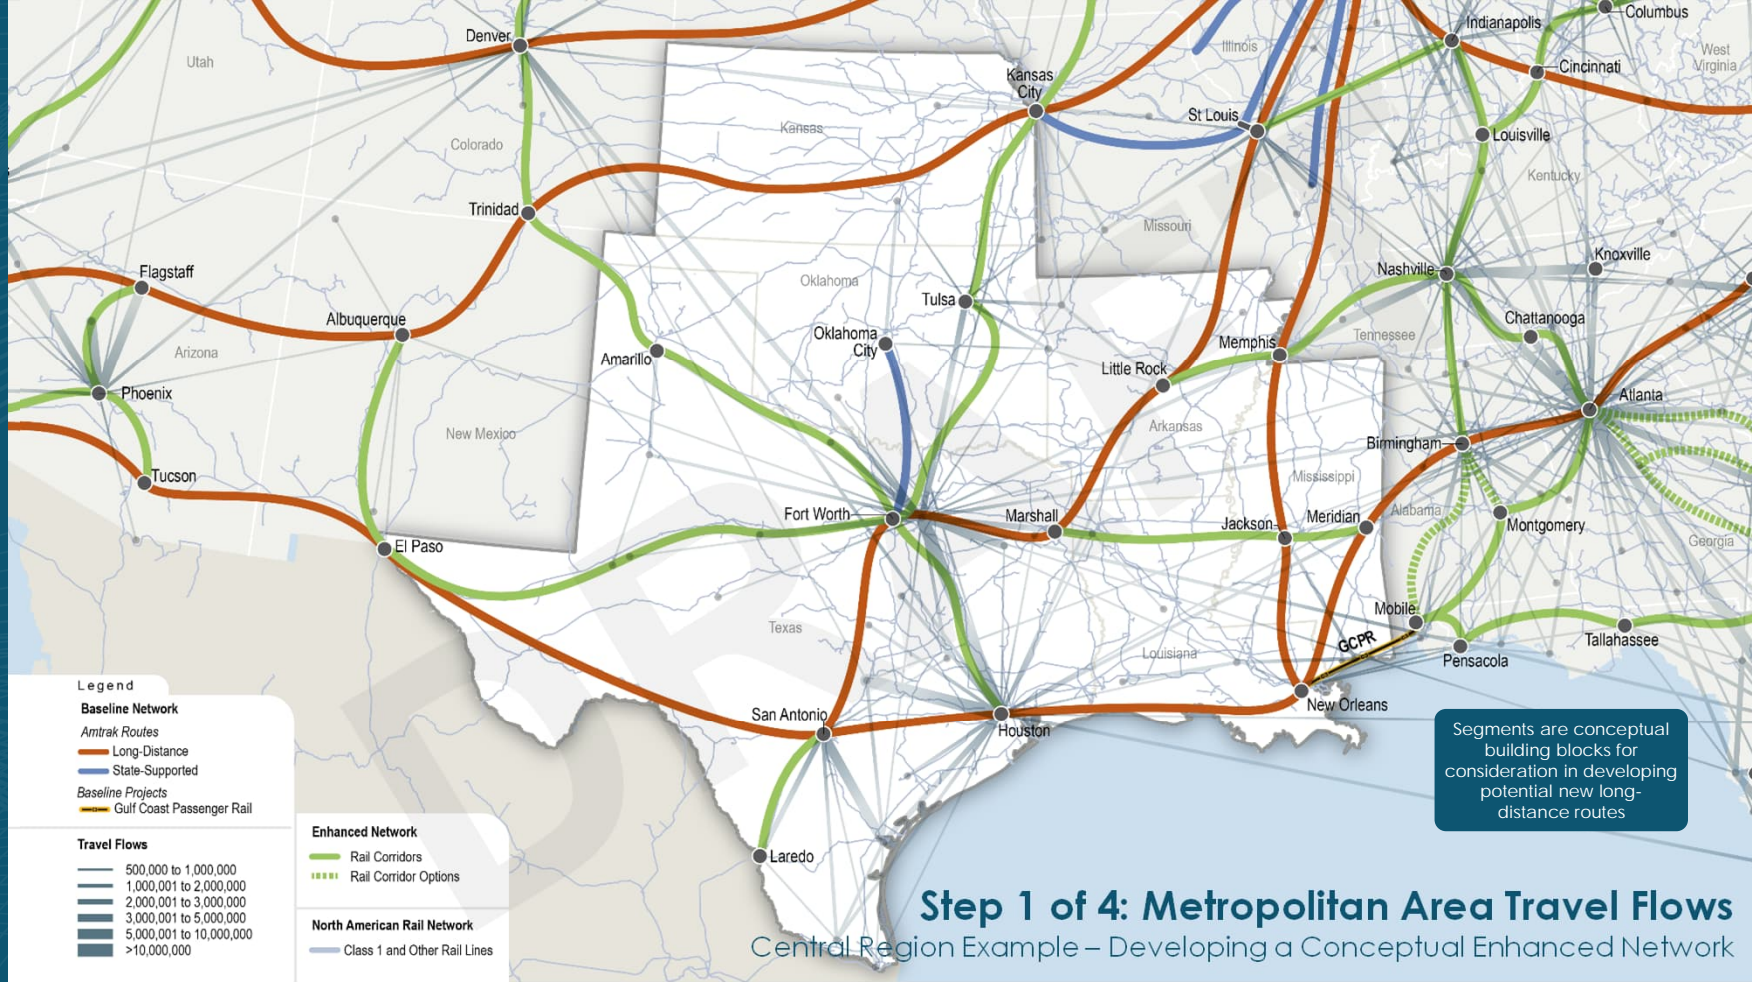 Denver
Utah
Colorado
Trinidad
Kansas
Kansas
City
Illinois
St Louis
Missouri
Indianapolis
Columbus
West
Virginia
Cincinnati
Louisville
Kentucky
Knoxville
Nashville
Chattanooga
Tennessee
Flagstaff
Albuquerque
Arizona
Phoenix
Tucson
New Mexico
El Paso
Oklahoma
Tulsa
Oklahoma
City
Amarillo
Memphis
Little Rock
Arkansas
Atlanta
Birmingham
Mississippi
Fort Worth
Marshall
Jackson
Meridian
Alabama
Montgomery
Georgia
Texas
Louisiana
Mobile
GCPR
Pensacola
Tallahassee
San Antonio
Houston
New Orleans
Laredo
DRAFT
Legend
Baseline Network
Amtrak Routes
Long-Distance
State-Supported
Baseline Projects
Gulf Coast Passenger Rail
Travel Flows
500,000 to 1,000,000
1,000,001 to 2,000,000
2,000,001 to 3,000,000
3,000,001 to 5,000,000
5,000,001 to 10,000,000
>10,000,000
Enhanced Network
Rail Corridors
Rail Corridor Options
North American Rail Network
Class 1 and Other Rail Lines
Segments are conceptual
building blocks for
consideration in developing
potential new long-
distance routes
Step 1 of 4: Metropolitan Area Travel Flows
Central Region Example – Developing a Conceptual Enhanced Network